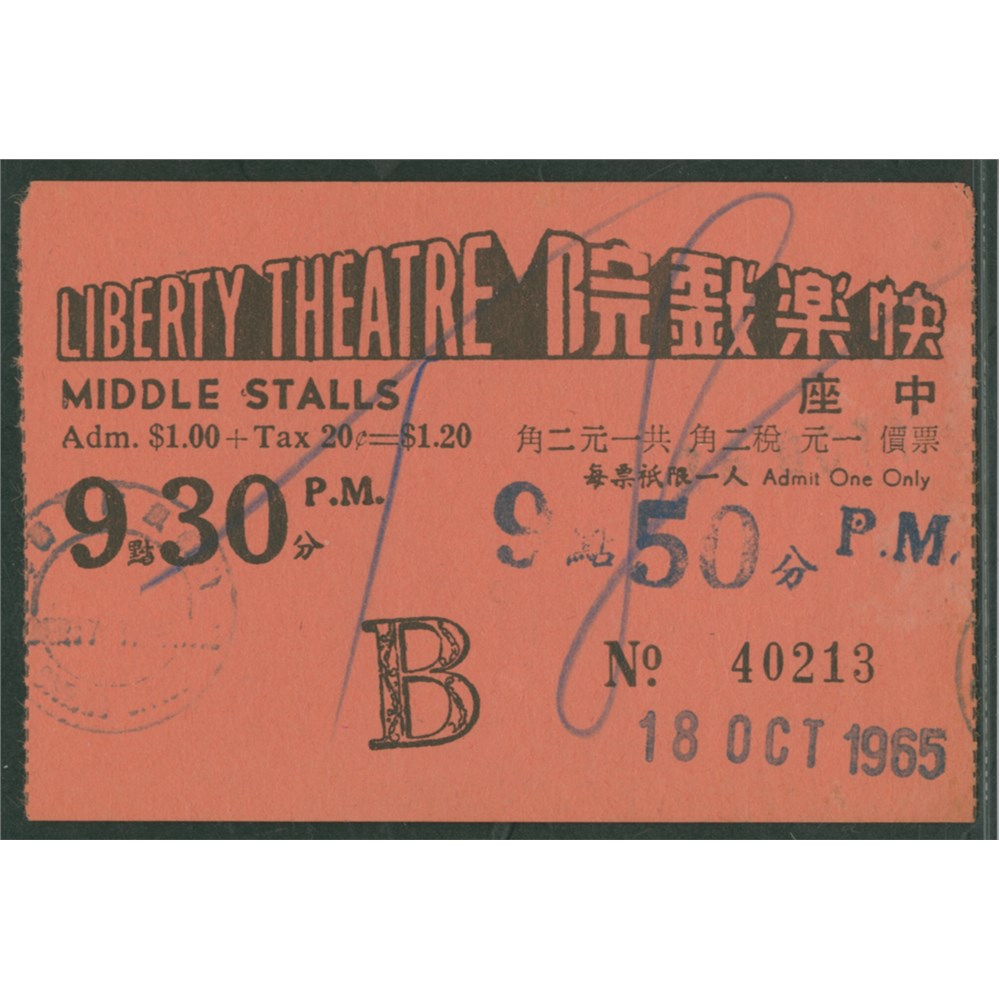 LIBERTY THEATRE 快楽戯院
MIDDLE STALLS 中座
Adm. $1.00+Tax 20¢=$1.20 票價 一元 稅二角 共一元二角
每票祇限一人 Admit One Only
9點30分 P.M. 9點50分 P.M.
B Nº 40213
18 OCT 1965